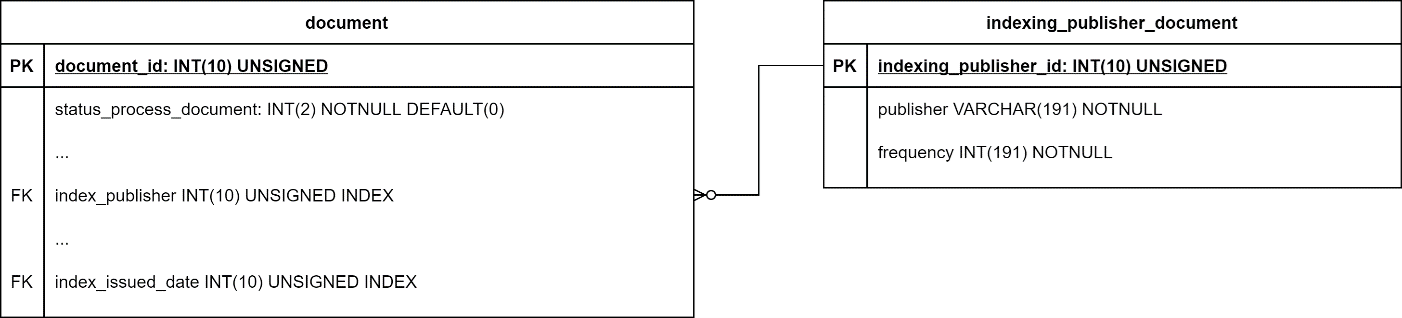 document
PK document_id: INT(10) UNSIGNED
status_process_document: INT(2) NOTNULL DEFAULT(0)
...
FK index_publisher INT(10) UNSIGNED INDEX
...
FK index_issued_date INT(10) UNSIGNED INDEX
indexing_publisher_document
PK indexing_publisher_id: INT(10) UNSIGNED
publisher VARCHAR(191) NOTNULL
frequency INT(191) NOTNULL